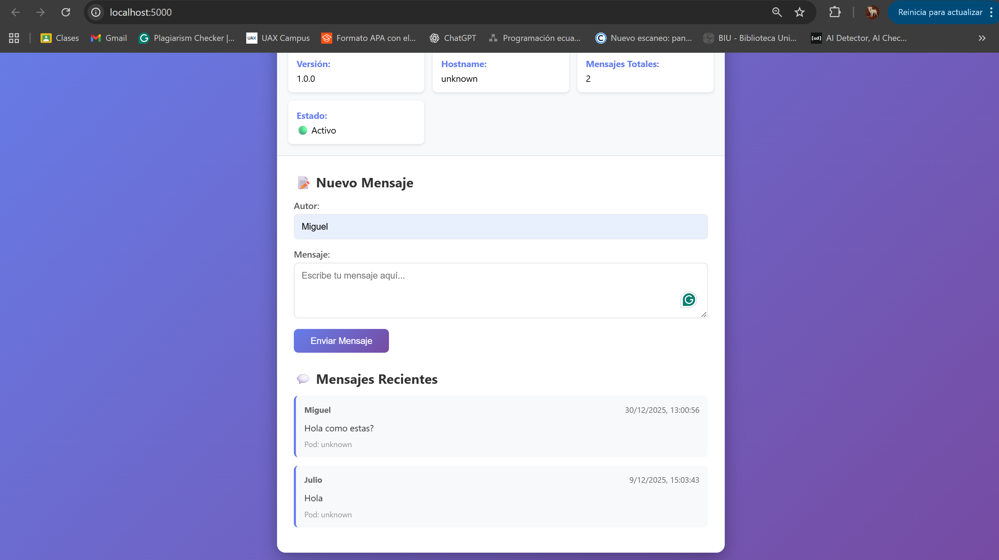 localhost:5000
Reinicia para actualizar
Clases
Gmail
Plagiarism Checker |...
UAX
UAX Campus
Formato APA con el...
ChatGPT
Programación ecua...
Nuevo escaneo: pan...
BIU - Biblioteca Uni...
[ud]
AI Detector, AI Chec...
Versión:
1.0.0
Hostname:
unknown
Mensajes Totales:
2
Estado:
Activo
Nuevo Mensaje
Autor:
Miguel
Mensaje:
Escribe tu mensaje aquí...
Enviar Mensaje
Mensajes Recientes
Miguel
30/12/2025, 13:00:56
Hola como estas?
Pod: unknown
Julio
9/12/2025, 15:03:43
Hola
Pod: unknown